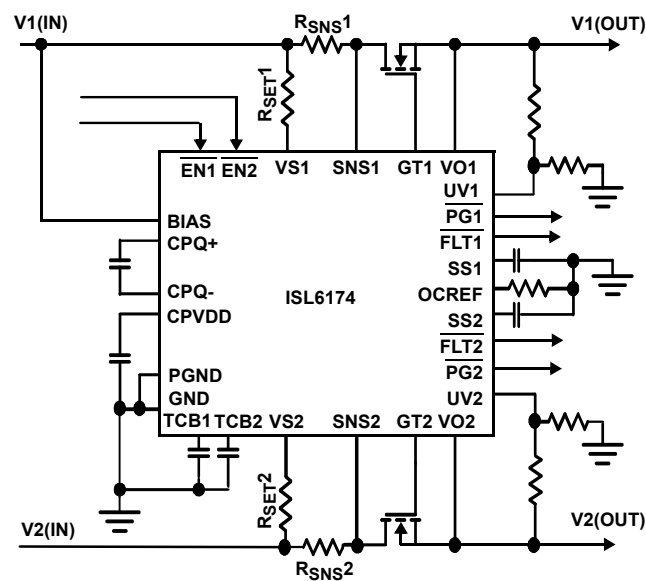 V1(IN)
RSNS1
V1(OUT)
RSET1
EN1 EN2 VS1 SNS1 GT1 VO1
UV1
PG1
BIAS
FLT1
CPQ+
SS1
CPQ-
ISL6174
OCREF
CPVDD
SS2
FLT2
PGND
PG2
GND
UV2
TCB1 TCB2 VS2 SNS2 GT2 VO2
RSET2
V2(IN)
V2(OUT)
RSNS2